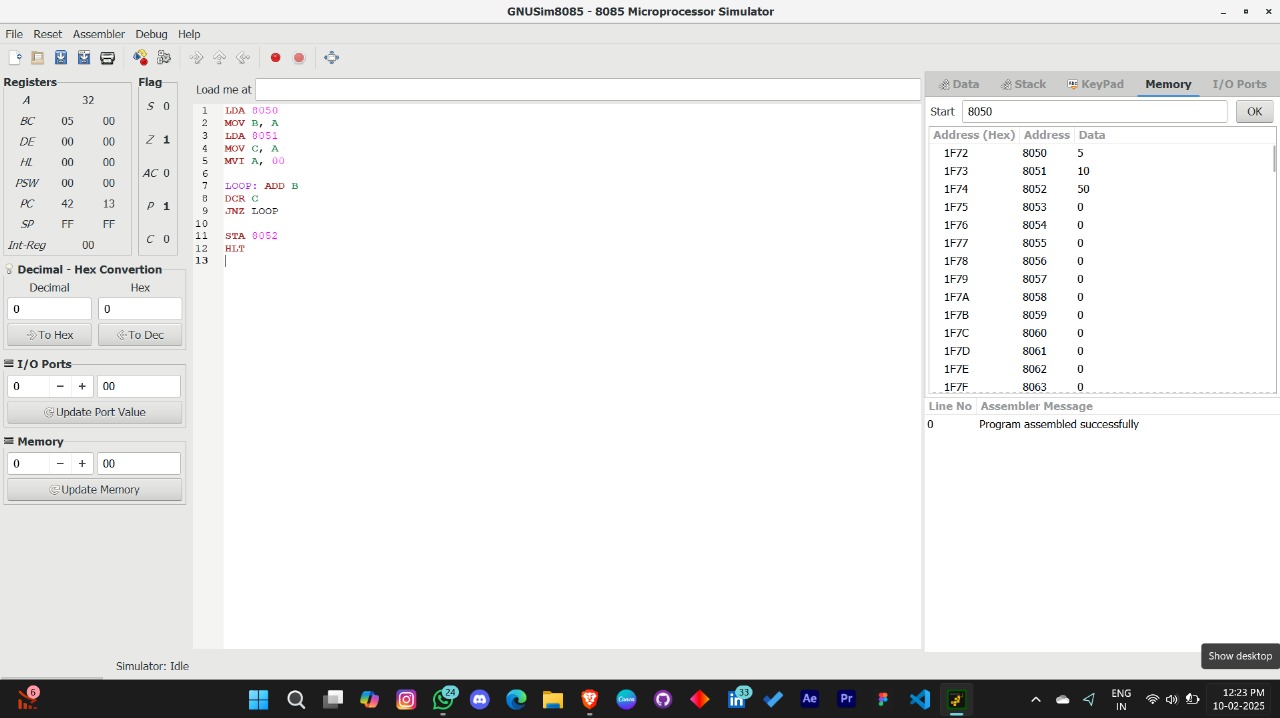 GNUSim8085 - 8085 Microprocessor Simulator
File Reset Assembler Debug Help
Registers
A 32
BC 05 00
DE 00 00
HL 00 00
PSW 00 00
PC 42 13
SP FF FF
Int-Reg 00
Flag
S 0
Z 1
AC 0
P 1
C 0
Decimal - Hex Convertion
Decimal Hex
0 0
To Hex To Dec
I/O Ports
0 − + 00
Update Port Value
Memory
0 − + 00
Update Memory
Load me at
1 LDA 8050
2 MOV B, A
3 LDA 8051
4 MOV C, A
5 MVI A, 00
6
7 LOOP: ADD B
8 DCR C
9 JNZ LOOP
10
11 STA 8052
12 HLT
13
Data Stack KeyPad Memory I/O Ports
Start 8050 OK
Address (Hex) Address Data
1F72 8050 5
1F73 8051 10
1F74 8052 50
1F75 8053 0
1F76 8054 0
1F77 8055 0
1F78 8056 0
1F79 8057 0
1F7A 8058 0
1F7B 8059 0
1F7C 8060 0
1F7D 8061 0
1F7E 8062 0
1F7F 8063 0
Line No Assembler Message
0 Program assembled successfully
Simulator: Idle
Show desktop
6
24
Canva
33
Ae
Pr
ENG
IN
12:23 PM
10-02-2025